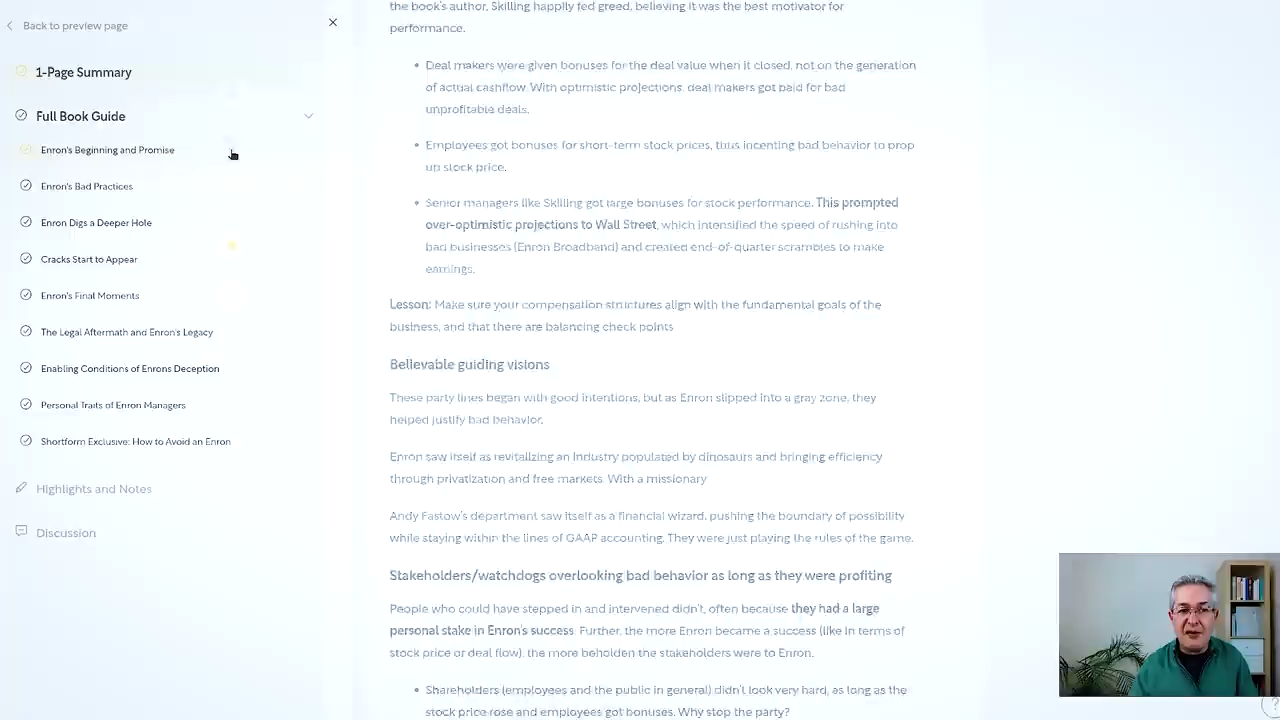 Back to preview page
1-Page Summary
Full Book Guide
Enron's Beginning and Promise
Enron's Bad Practices
Enron Digs a Deeper Hole
Cracks Start to Appear
Enron's Final Moments
The Legal Aftermath and Enron's Legacy
Enabling Conditions of Enrons Deception
Personal Traits of Enron Managers
Shortform Exclusive: How to Avoid an Enron
Highlights and Notes
Discussion
the book's author, Skilling happily fed greed, believing it was the best motivator for
performance.
• Deal makers were given bonuses for the deal value when it closed, not on the generation
of actual cashflow. With optimistic projections, deal makers got paid for bad
unprofitable deals.
• Employees got bonuses for short-term stock prices, thus incenting bad behavior to prop
up stock price.
• Senior managers like Skilling got large bonuses for stock performance. This prompted
over-optimistic projections to Wall Street, which intensified the speed of rushing into
bad businesses (Enron Broadband) and created end-of-quarter scrambles to make
earnings.
Lesson: Make sure your compensation structures align with the fundamental goals of the
business, and that there are balancing check points
Believable guiding visions
These party lines began with good intentions, but as Enron slipped into a gray zone, they
helped justify bad behavior.
Enron saw itself as revitalizing an industry populated by dinosaurs and bringing efficiency
through privatization and free markets. With a missionary
Andy Fastow's department saw itself as a financial wizard, pushing the boundary of possibility
while staying within the lines of GAAP accounting. They were just playing the rules of the game.
Stakeholders/watchdogs overlooking bad behavior as long as they were profiting
People who could have stepped in and intervened didn't, often because they had a large
personal stake in Enron's success. Further, the more Enron became a success (like in terms of
stock price or deal flow), the more beholden the stakeholders were to Enron.
• Shareholders (employees and the public in general) didn't look very hard, as long as the
stock price rose and employees got bonuses. Why stop the party?